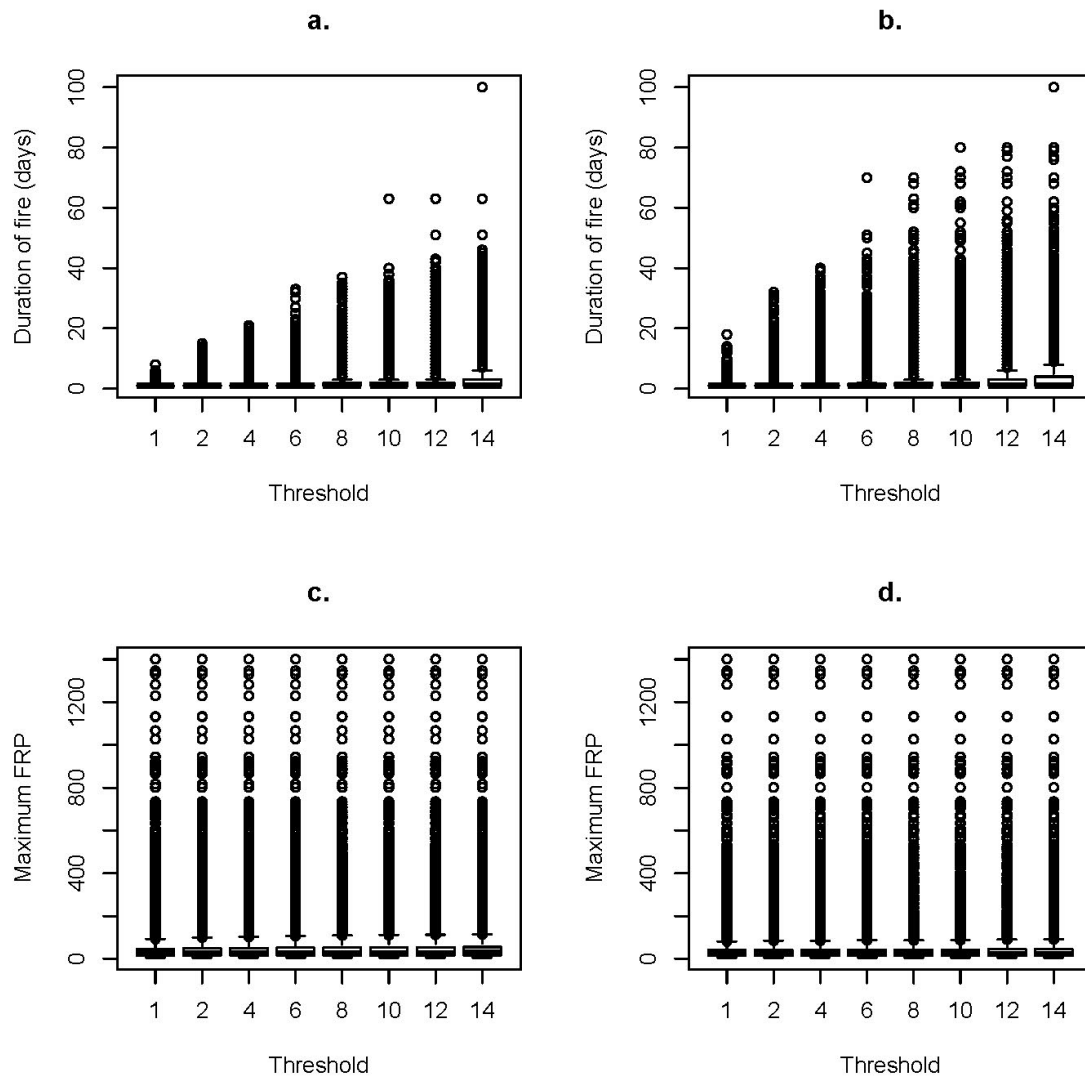 a.
Duration of fire (days)
0 20 40 60 80 100
1 2 4 6 8 10 12 14
Threshold
b.
Duration of fire (days)
0 20 40 60 80 100
1 2 4 6 8 10 12 14
Threshold
c.
Maximum FRP
0 400 800 1200
1 2 4 6 8 10 12 14
Threshold
d.
Maximum FRP
0 400 800 1200
1 2 4 6 8 10 12 14
Threshold